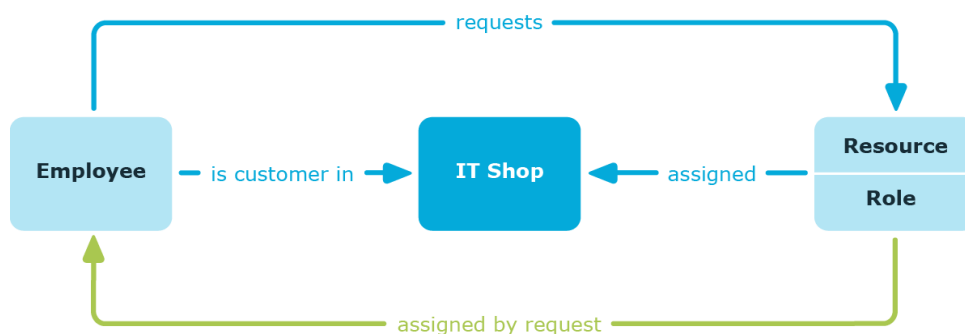 requests
Employee
is customer in
IT Shop
assigned
Resource
Role
assigned by request